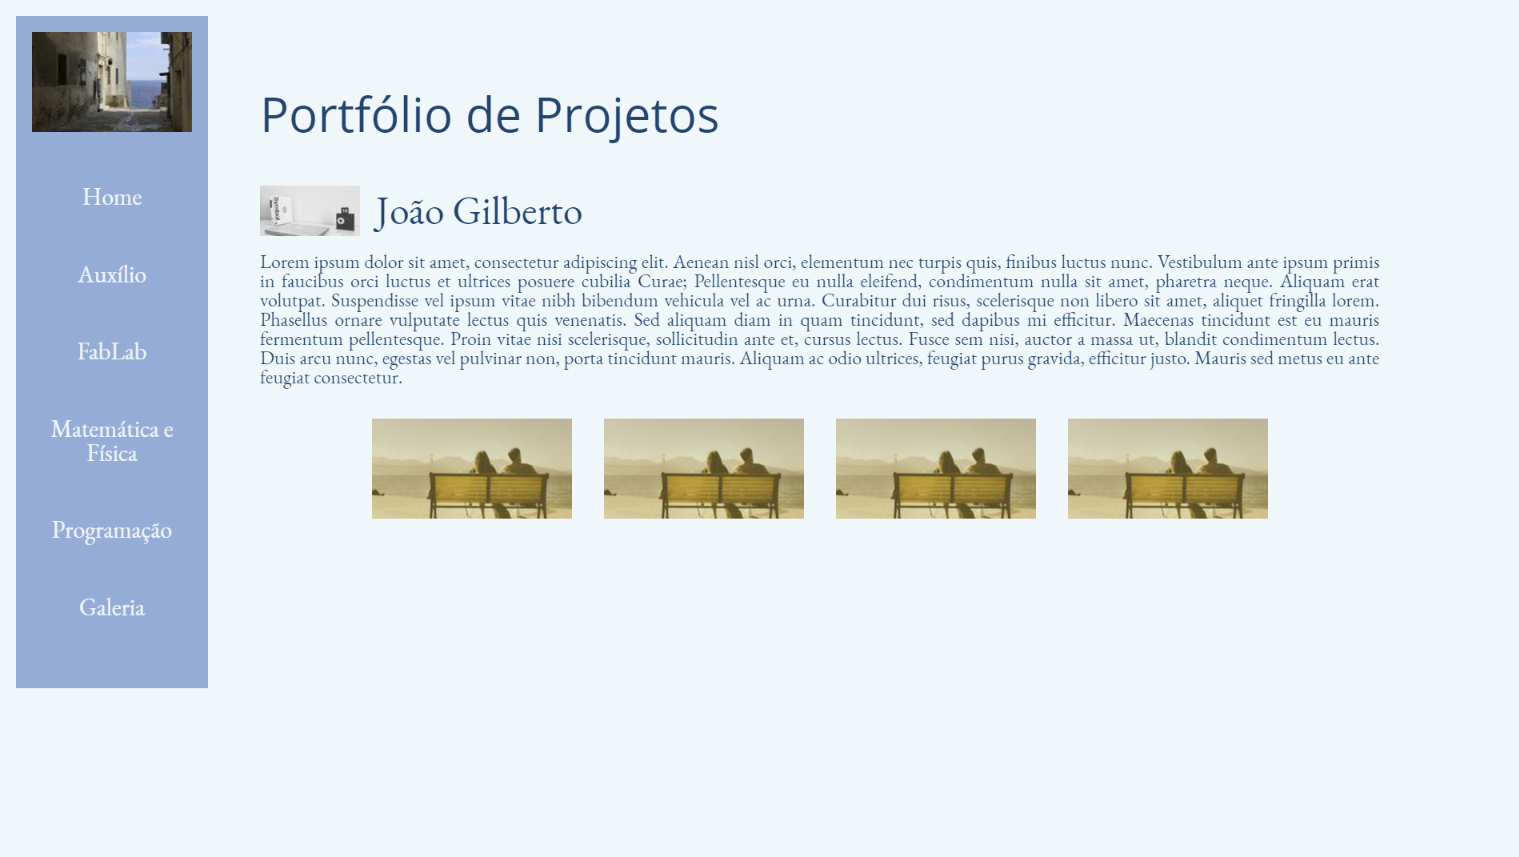 Home
Auxílio
FabLab
Matemática e
Física
Programação
Galeria
Portfólio de Projetos
João Gilberto
Lorem ipsum dolor sit amet, consectetur adipiscing elit. Aenean nisl orci, elementum nec turpis quis, finibus luctus nunc. Vestibulum ante ipsum primis
in faucibus orci luctus et ultrices posuere cubilia Curae; Pellentesque eu nulla eleifend, condimentum nulla sit amet, pharetra neque. Aliquam erat
volutpat. Suspendisse vel ipsum vitae nibh bibendum vehicula vel ac urna. Curabitur dui risus, scelerisque non libero sit amet, aliquet fringilla lorem.
Phasellus ornare vulputate lectus quis venenatis. Sed aliquam diam in quam tincidunt, sed dapibus mi efficitur. Maecenas tincidunt est eu mauris
fermentum pellentesque. Proin vitae nisi scelerisque, sollicitudin ante et, cursus lectus. Fusce sem nisi, auctor a massa ut, blandit condimentum lectus.
Duis arcu nunc, egestas vel pulvinar non, porta tincidunt mauris. Aliquam ac odio ultrices, feugiat purus gravida, efficitur justo. Mauris sed metus eu ante
feugiat consectetur.